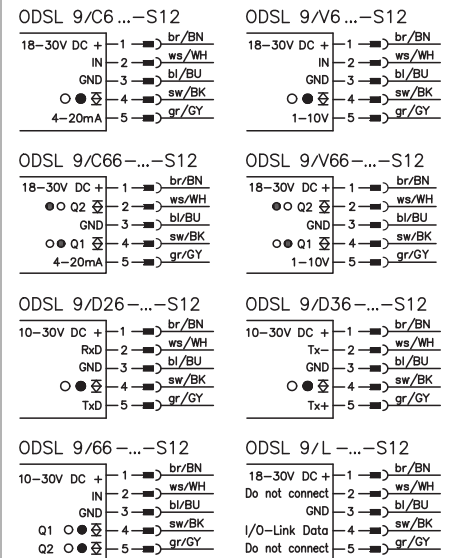 ODSL 9/C6 ...-S12
18-30V DC + 1 br/BN
IN 2 ws/WH
GND 3 bl/BU
4 sw/BK
4-20mA 5 gr/GY
ODSL 9/V6 ...-S12
18-30V DC + 1 br/BN
IN 2 ws/WH
GND 3 bl/BU
4 sw/BK
1-10V 5 gr/GY
ODSL 9/C66-...-S12
18-30V DC + 1 br/BN
Q2 2 ws/WH
GND 3 bl/BU
Q1 4 sw/BK
4-20mA 5 gr/GY
ODSL 9/V66-...-S12
18-30V DC + 1 br/BN
Q2 2 ws/WH
GND 3 bl/BU
Q1 4 sw/BK
1-10V 5 gr/GY
ODSL 9/D26-...-S12
10-30V DC + 1 br/BN
RxD 2 ws/WH
GND 3 bl/BU
4 sw/BK
TxD 5 gr/GY
ODSL 9/D36-...-S12
10-30V DC + 1 br/BN
Tx- 2 ws/WH
GND 3 bl/BU
4 sw/BK
Tx+ 5 gr/GY
ODSL 9/66 -...-S12
10-30V DC + 1 br/BN
IN 2 ws/WH
GND 3 bl/BU
Q1 4 sw/BK
Q2 5 gr/GY
ODSL 9/L -...-S12
18-30V DC + 1 br/BN
Do not connect 2 ws/WH
GND 3 bl/BU
I/O-Link Data 4 sw/BK
Do not connect 5 gr/GY